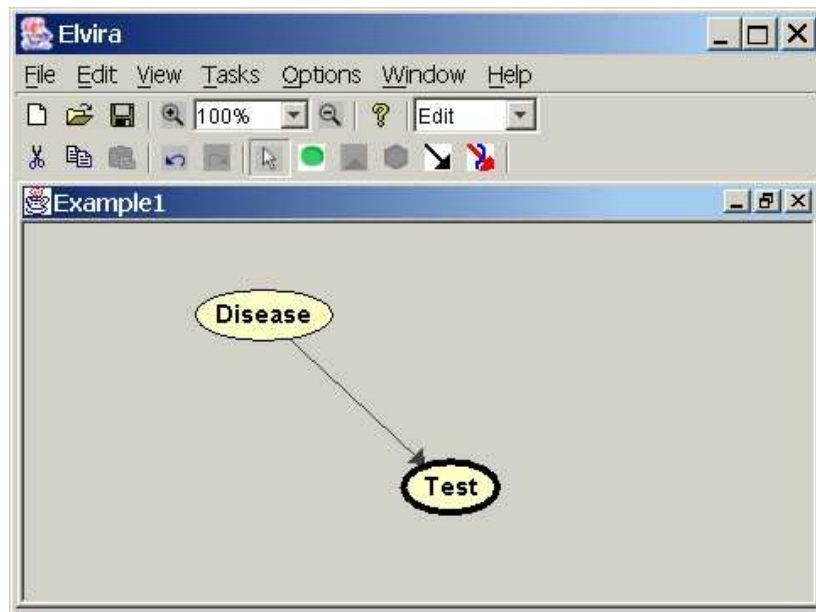 Elvira
File Edit View Tasks Options Window Help
100% Edit
Example1
Disease
Test